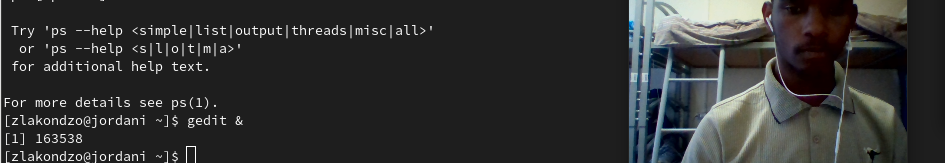 Try 'ps --help <simple|list|output|threads|misc|all>'
or 'ps --help <s|l|o|t|m|a>'
for additional help text.
For more details see ps(1).
[zlakondzo@jordani ~]$ gedit &
[1] 163538
[zlakondzo@jordani ~]$